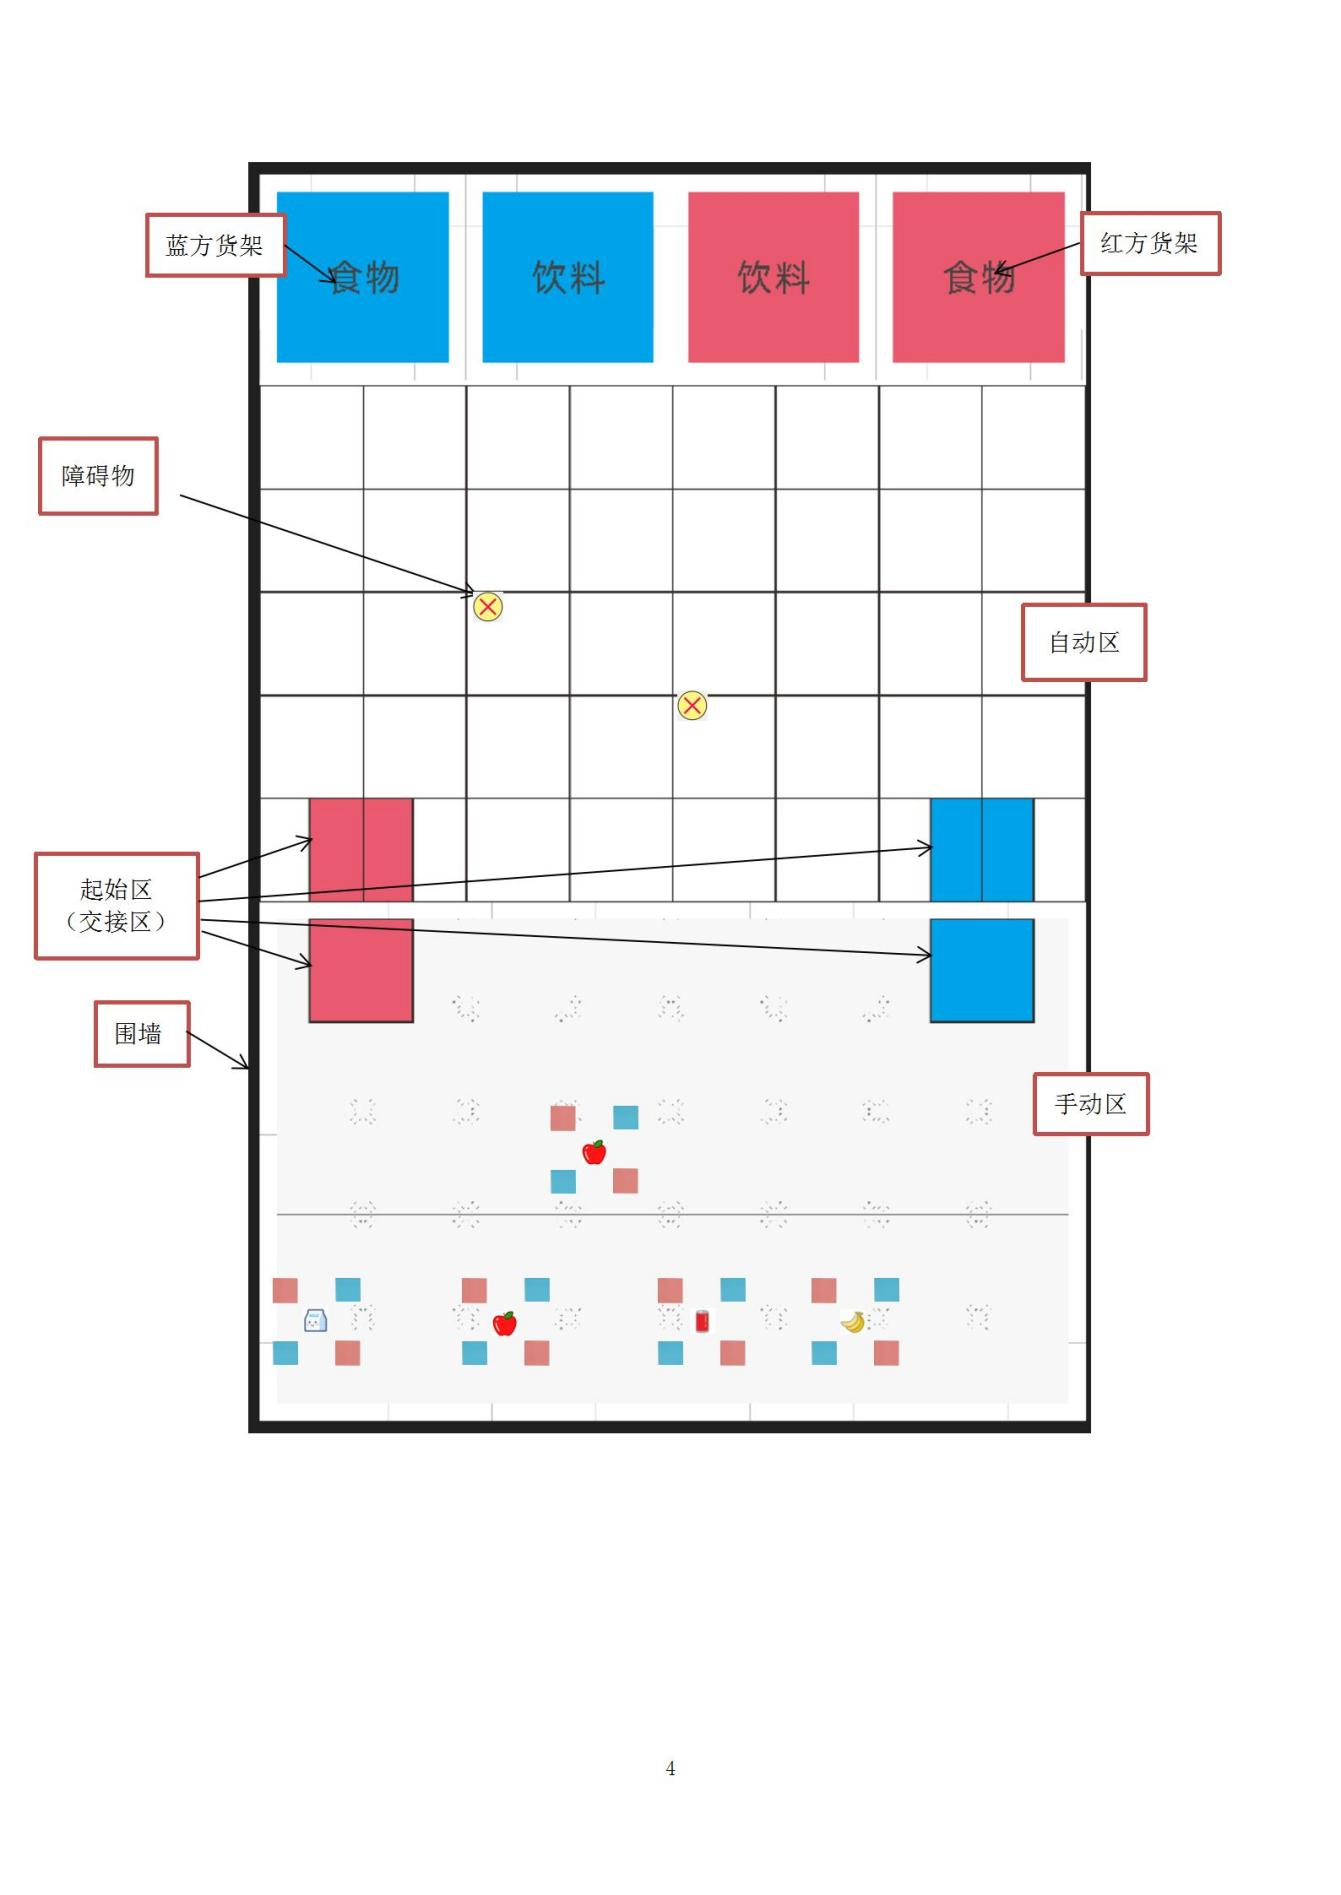 蓝方货架
红方货架
食物
饮料
饮料
食物
障碍物
自动区
起始区
（交接区）
围墙
手动区
4